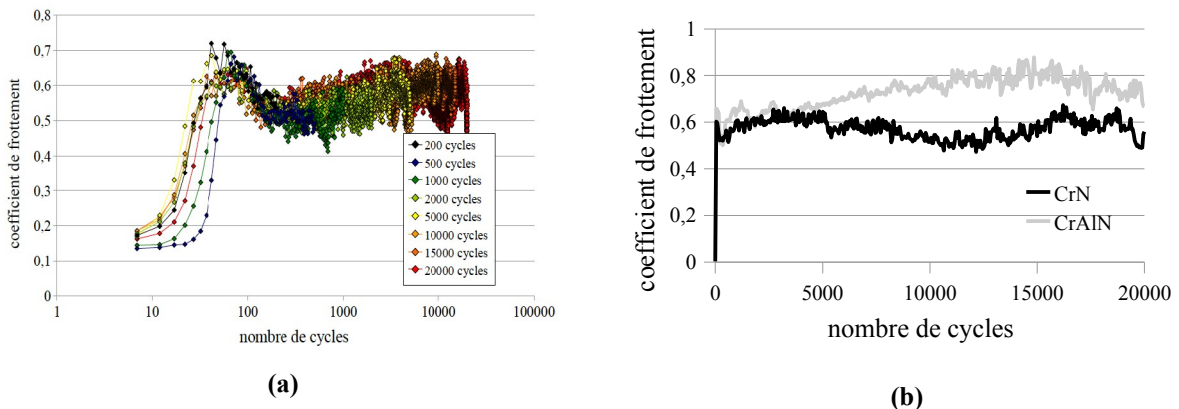 0,8
0,7
0,6
0,5
0,4
0,3
0,2
0,1
0
coefficient de frottement
200 cycles
500 cycles
1000 cycles
2000 cycles
5000 cycles
10000 cycles
15000 cycles
20000 cycles
1 10 100 1000 10000 100000
nombre de cycles
(a)
1
0,8
0,6
0,4
0,2
0
coefficient de frottement
CrN
CrAlN
0 5000 10000 15000 20000
nombre de cycles
(b)